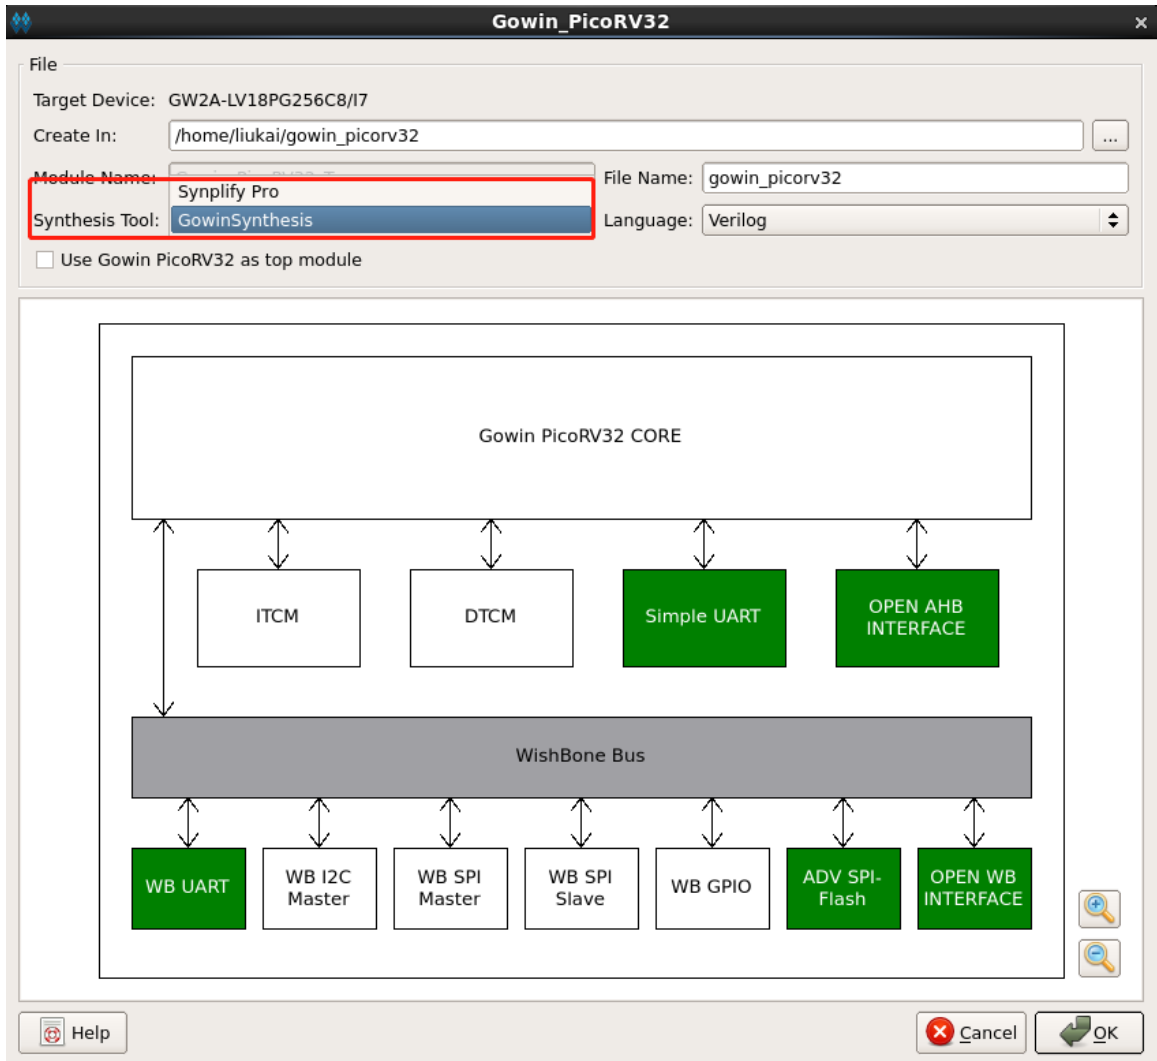 Gowin_PicoRV32
File
Target Device: GW2A-LV18PG256C8/I7
Create In: /home/liukai/gowin_picorv32 ...
Module Name: File Name: gowin_picorv32
Synplify Pro
Synthesis Tool: GowinSynthesis Language: Verilog
Use Gowin PicoRV32 as top module
Gowin PicoRV32 CORE
ITCM
DTCM
Simple UART
OPEN AHB
INTERFACE
WishBone Bus
WB UART
WB I2C
Master
WB SPI
Master
WB SPI
Slave
WB GPIO
ADV SPI-
Flash
OPEN WB
INTERFACE
Help
Cancel
OK